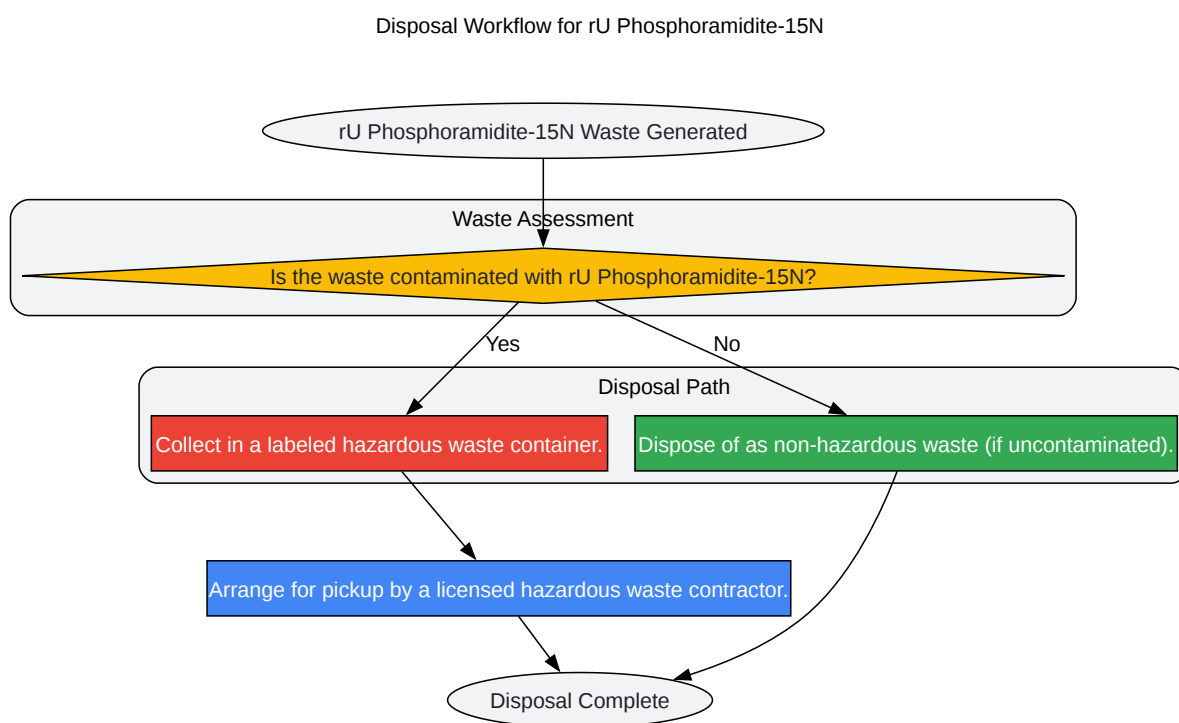 Disposal Workflow for rU Phosphoramidite-15N
rU Phosphoramidite-15N Waste Generated
Waste Assessment
Is the waste contaminated with rU Phosphoramidite-15N?
Yes
No
Disposal Path
Collect in a labeled hazardous waste container.
Dispose of as non-hazardous waste (if uncontaminated).
Arrange for pickup by a licensed hazardous waste contractor.
Disposal Complete